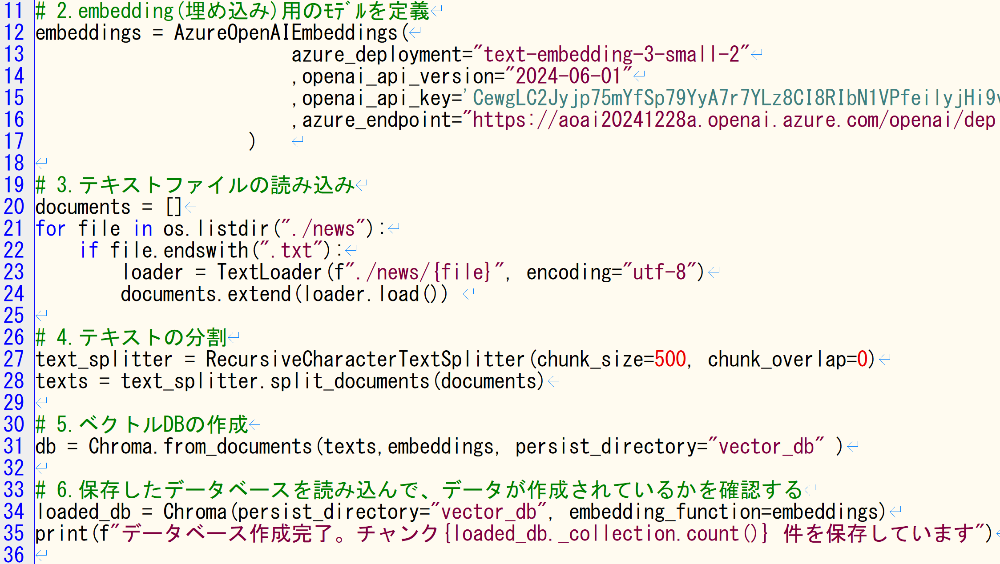 11 # 2.embedding(埋め込み)用のﾓﾃﾞﾙを定義↵
12 embeddings = AzureOpenAIEmbeddings(↵
13                         azure_deployment="text-embedding-3-small-2"↵
14                         ,openai_api_version="2024-06-01"↵
15                         ,openai_api_key='CewgLC2Jyjp75mYfSp79YyA7r7YLz8CI8RIbN1VPfeilyjHi9v
16                         ,azure_endpoint="https://aoai20241228a.openai.azure.com/openai/dep
17                     )   ↵
18 ↵
19 # 3.テキストファイルの読み込み↵
20 documents = []↵
21 for file in os.listdir("./news"):↵
22     if file.endswith(".txt"):↵
23         loader = TextLoader(f"./news/{file}", encoding="utf-8")↵
24         documents.extend(loader.load()) ↵
25 ↵
26 # 4.テキストの分割↵
27 text_splitter = RecursiveCharacterTextSplitter(chunk_size=500, chunk_overlap=0)↵
28 texts = text_splitter.split_documents(documents)↵
29 ↵
30 # 5.ベクトルDBの作成↵
31 db = Chroma.from_documents(texts,embeddings, persist_directory="vector_db" )↵
32 ↵
33 # 6.保存したデータベースを読み込んで、データが作成されているかを確認する↵
34 loaded_db = Chroma(persist_directory="vector_db", embedding_function=embeddings)↵
35 print(f"データベース作成完了。チャンク{loaded_db._collection.count()} 件を保存しています")↵
36 ↵